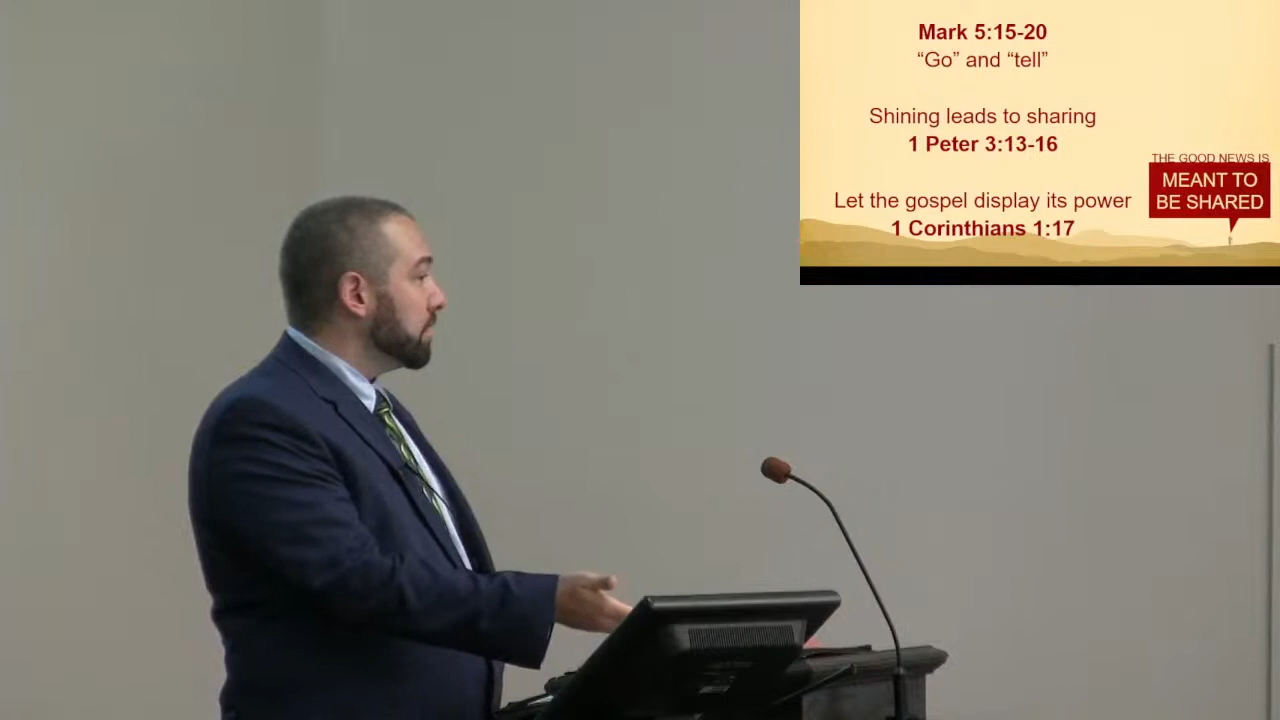 Mark 5:15-20
“Go” and “tell”
Shining leads to sharing
1 Peter 3:13-16
Let the gospel display its power
1 Corinthians 1:17
THE GOOD NEWS IS
MEANT TO
BE SHARED